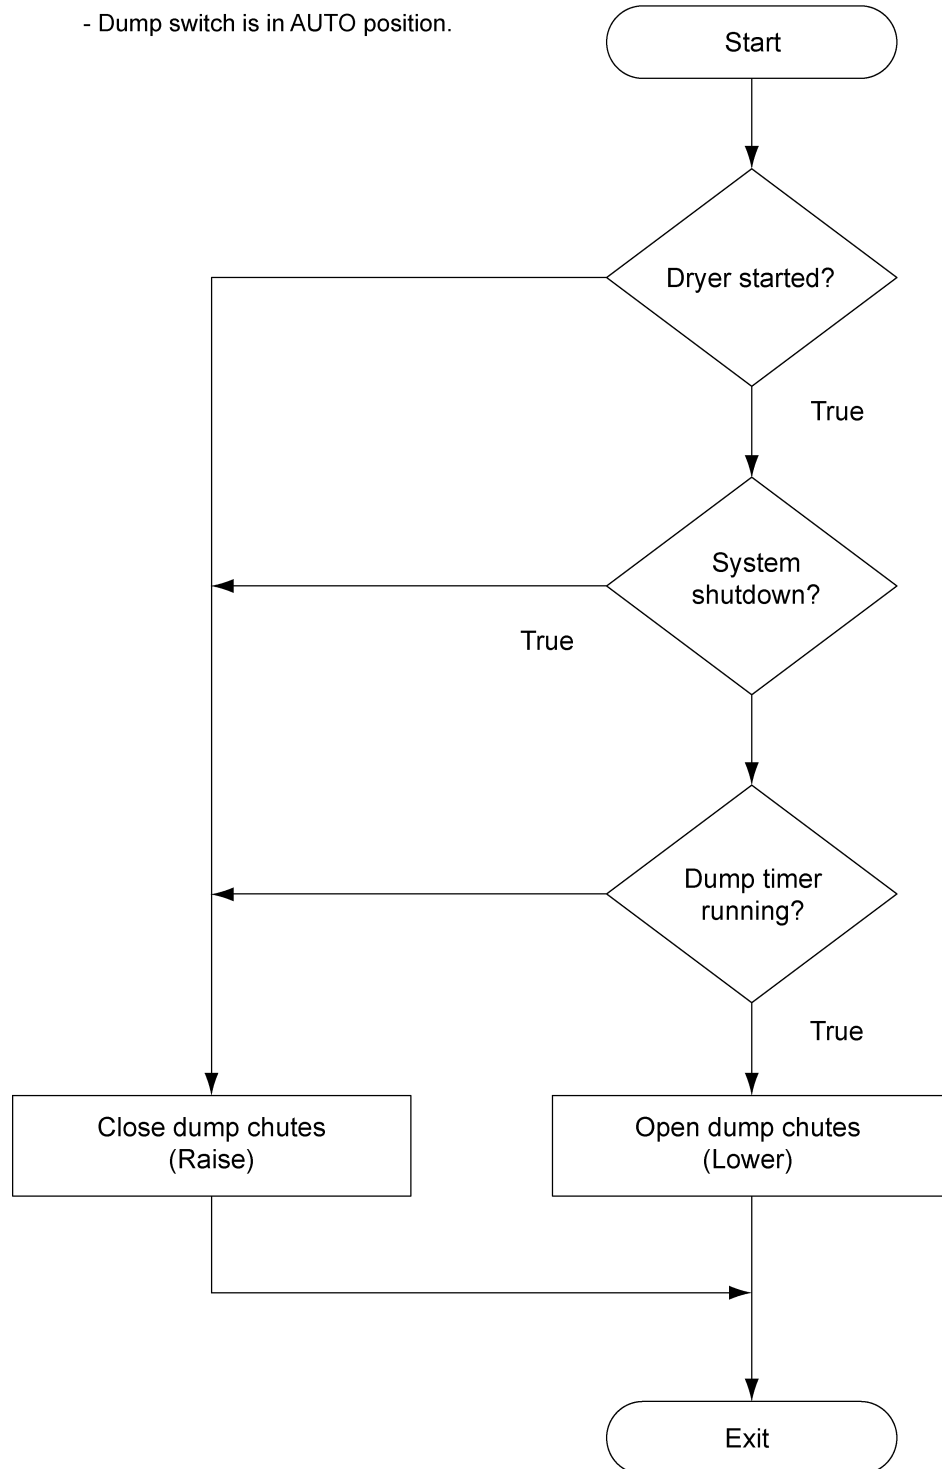 - Dump switch is in AUTO position.
Start
Dryer started?
True
System
shutdown?
True
Dump timer
running?
True
Close dump chutes
(Raise)
Open dump chutes
(Lower)
Exit